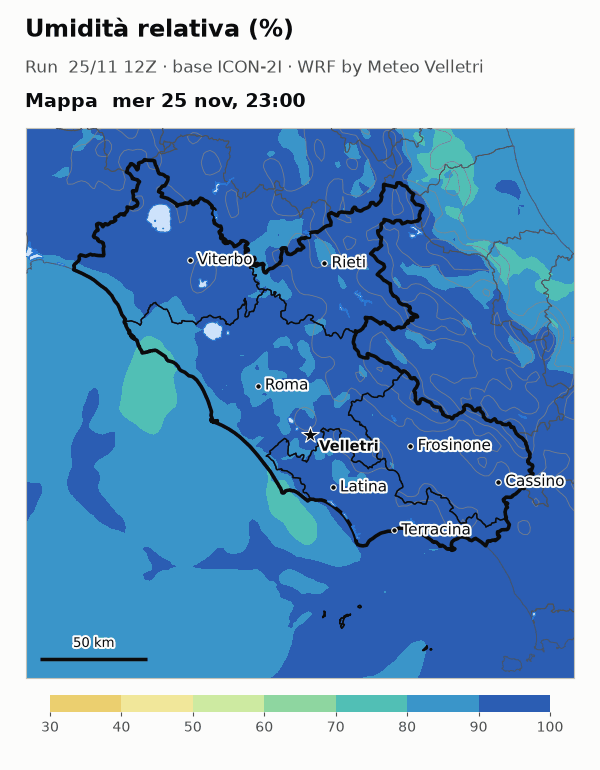 Umidità relativa (%)
Run  25/11 12Z · base ICON-2I · WRF by Meteo Velletri
Mappa  mer 25 nov, 23:00
Viterbo
Rieti
Roma
Velletri
Frosinone
Cassino
Latina
Terracina
50 km
30 40 50 60 70 80 90 100